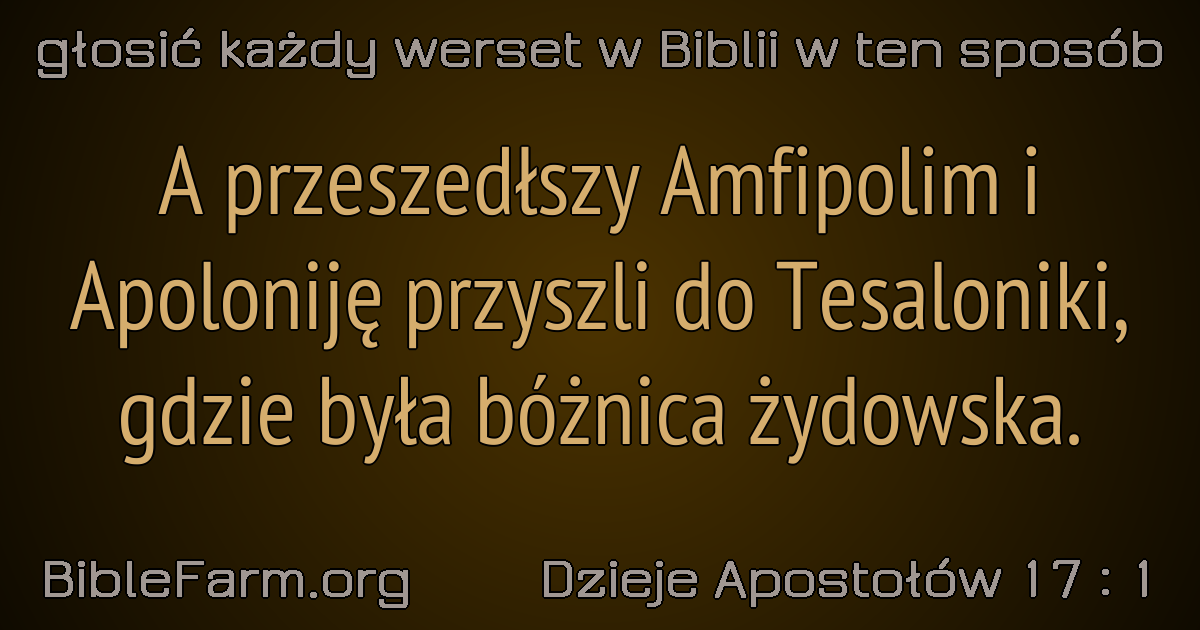 głosić każdy werset w Biblii w ten sposób
A przeszedłszy Amfipolim i
Apoloniję przyszli do Tesaloniki,
gdzie była bóżnica żydowska.
BibleFarm.org
Dzieje Apostołów 17 : 1